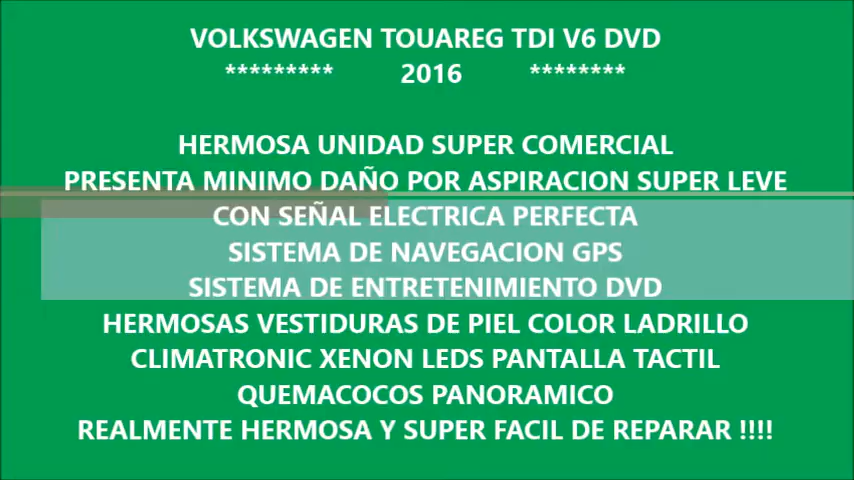 VOLKSWAGEN TOUAREG TDI V6 DVD
********* 2016 ********
HERMOSA UNIDAD SUPER COMERCIAL
PRESENTA MINIMO DAÑO POR ASPIRACION SUPER LEVE
CON SEÑAL ELECTRICA PERFECTA
SISTEMA DE NAVEGACION GPS
SISTEMA DE ENTRETENIMIENTO DVD
HERMOSAS VESTIDURAS DE PIEL COLOR LADRILLO
CLIMATRONIC XENON LEDS PANTALLA TACTIL
QUEMACOCOS PANORAMICO
REALMENTE HERMOSA Y SUPER FACIL DE REPARAR !!!!